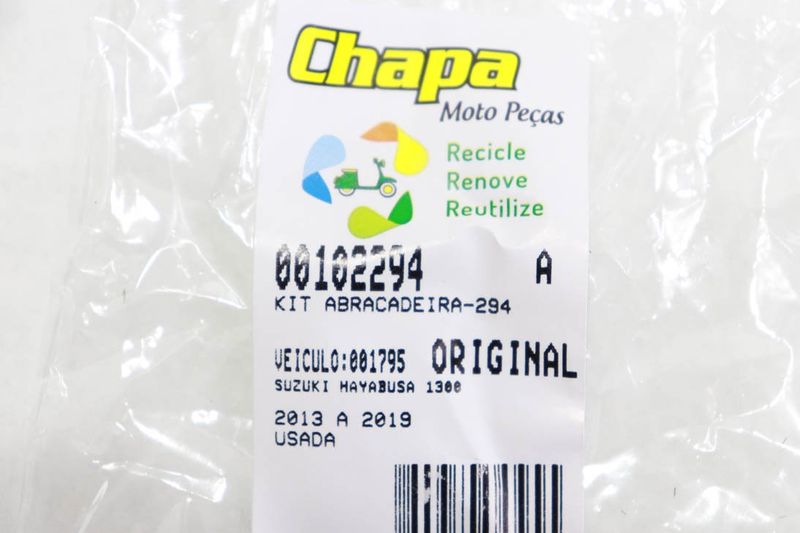 Chapa
Moto Peças
Recicle
Renove
Reutilize
00102294 A
KIT ABRACADEIRA-294
VEICULO:001795 ORIGINAL
SUZUKI HAYABUSA 1300
2013 A 2019
USADA